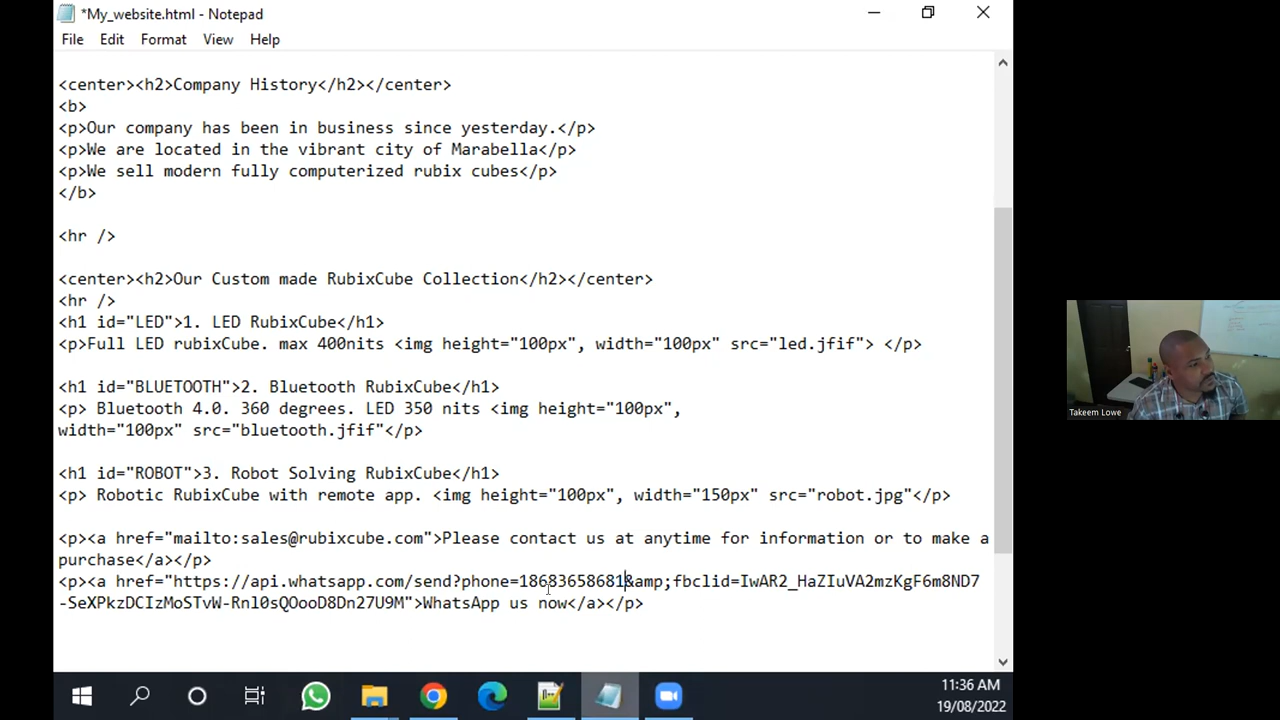 *My_website.html - Notepad
File Edit Format View Help
<center><h2>Company History</h2></center>
<b>
<p>Our company has been in business since yesterday.</p>
<p>We are located in the vibrant city of Marabella</p>
<p>We sell modern fully computerized rubix cubes</p>
</b>
<hr />
<center><h2>Our Custom made RubixCube Collection</h2></center>
<hr />
<h1 id="LED">1. LED RubixCube</h1>
<p>Full LED rubixCube. max 400nits <img height="100px", width="100px" src="led.jfif"> </p>
<h1 id="BLUETOOTH">2. Bluetooth RubixCube</h1>
<p> Bluetooth 4.0. 360 degrees. LED 350 nits <img height="100px",
width="100px" src="bluetooth.jfif"</p>
<h1 id="ROBOT">3. Robot Solving RubixCube</h1>
<p> Robotic RubixCube with remote app. <img height="100px", width="150px" src="robot.jpg"</p>
<p><a href="mailto:sales@rubixcube.com">Please contact us at anytime for information or to make a
purchase</a></p>
<p><a href="https://api.whatsapp.com/send?phone=18683658681&amp;fbclid=IwAR2_HaZIuVA2mzKgF6m8ND7
-SeXPkzDCIzMoSTvW-Rnl0sQOooD8Dn27U9M">WhatsApp us now</a></p>
Takeem Lowe
11:36 AM
19/08/2022